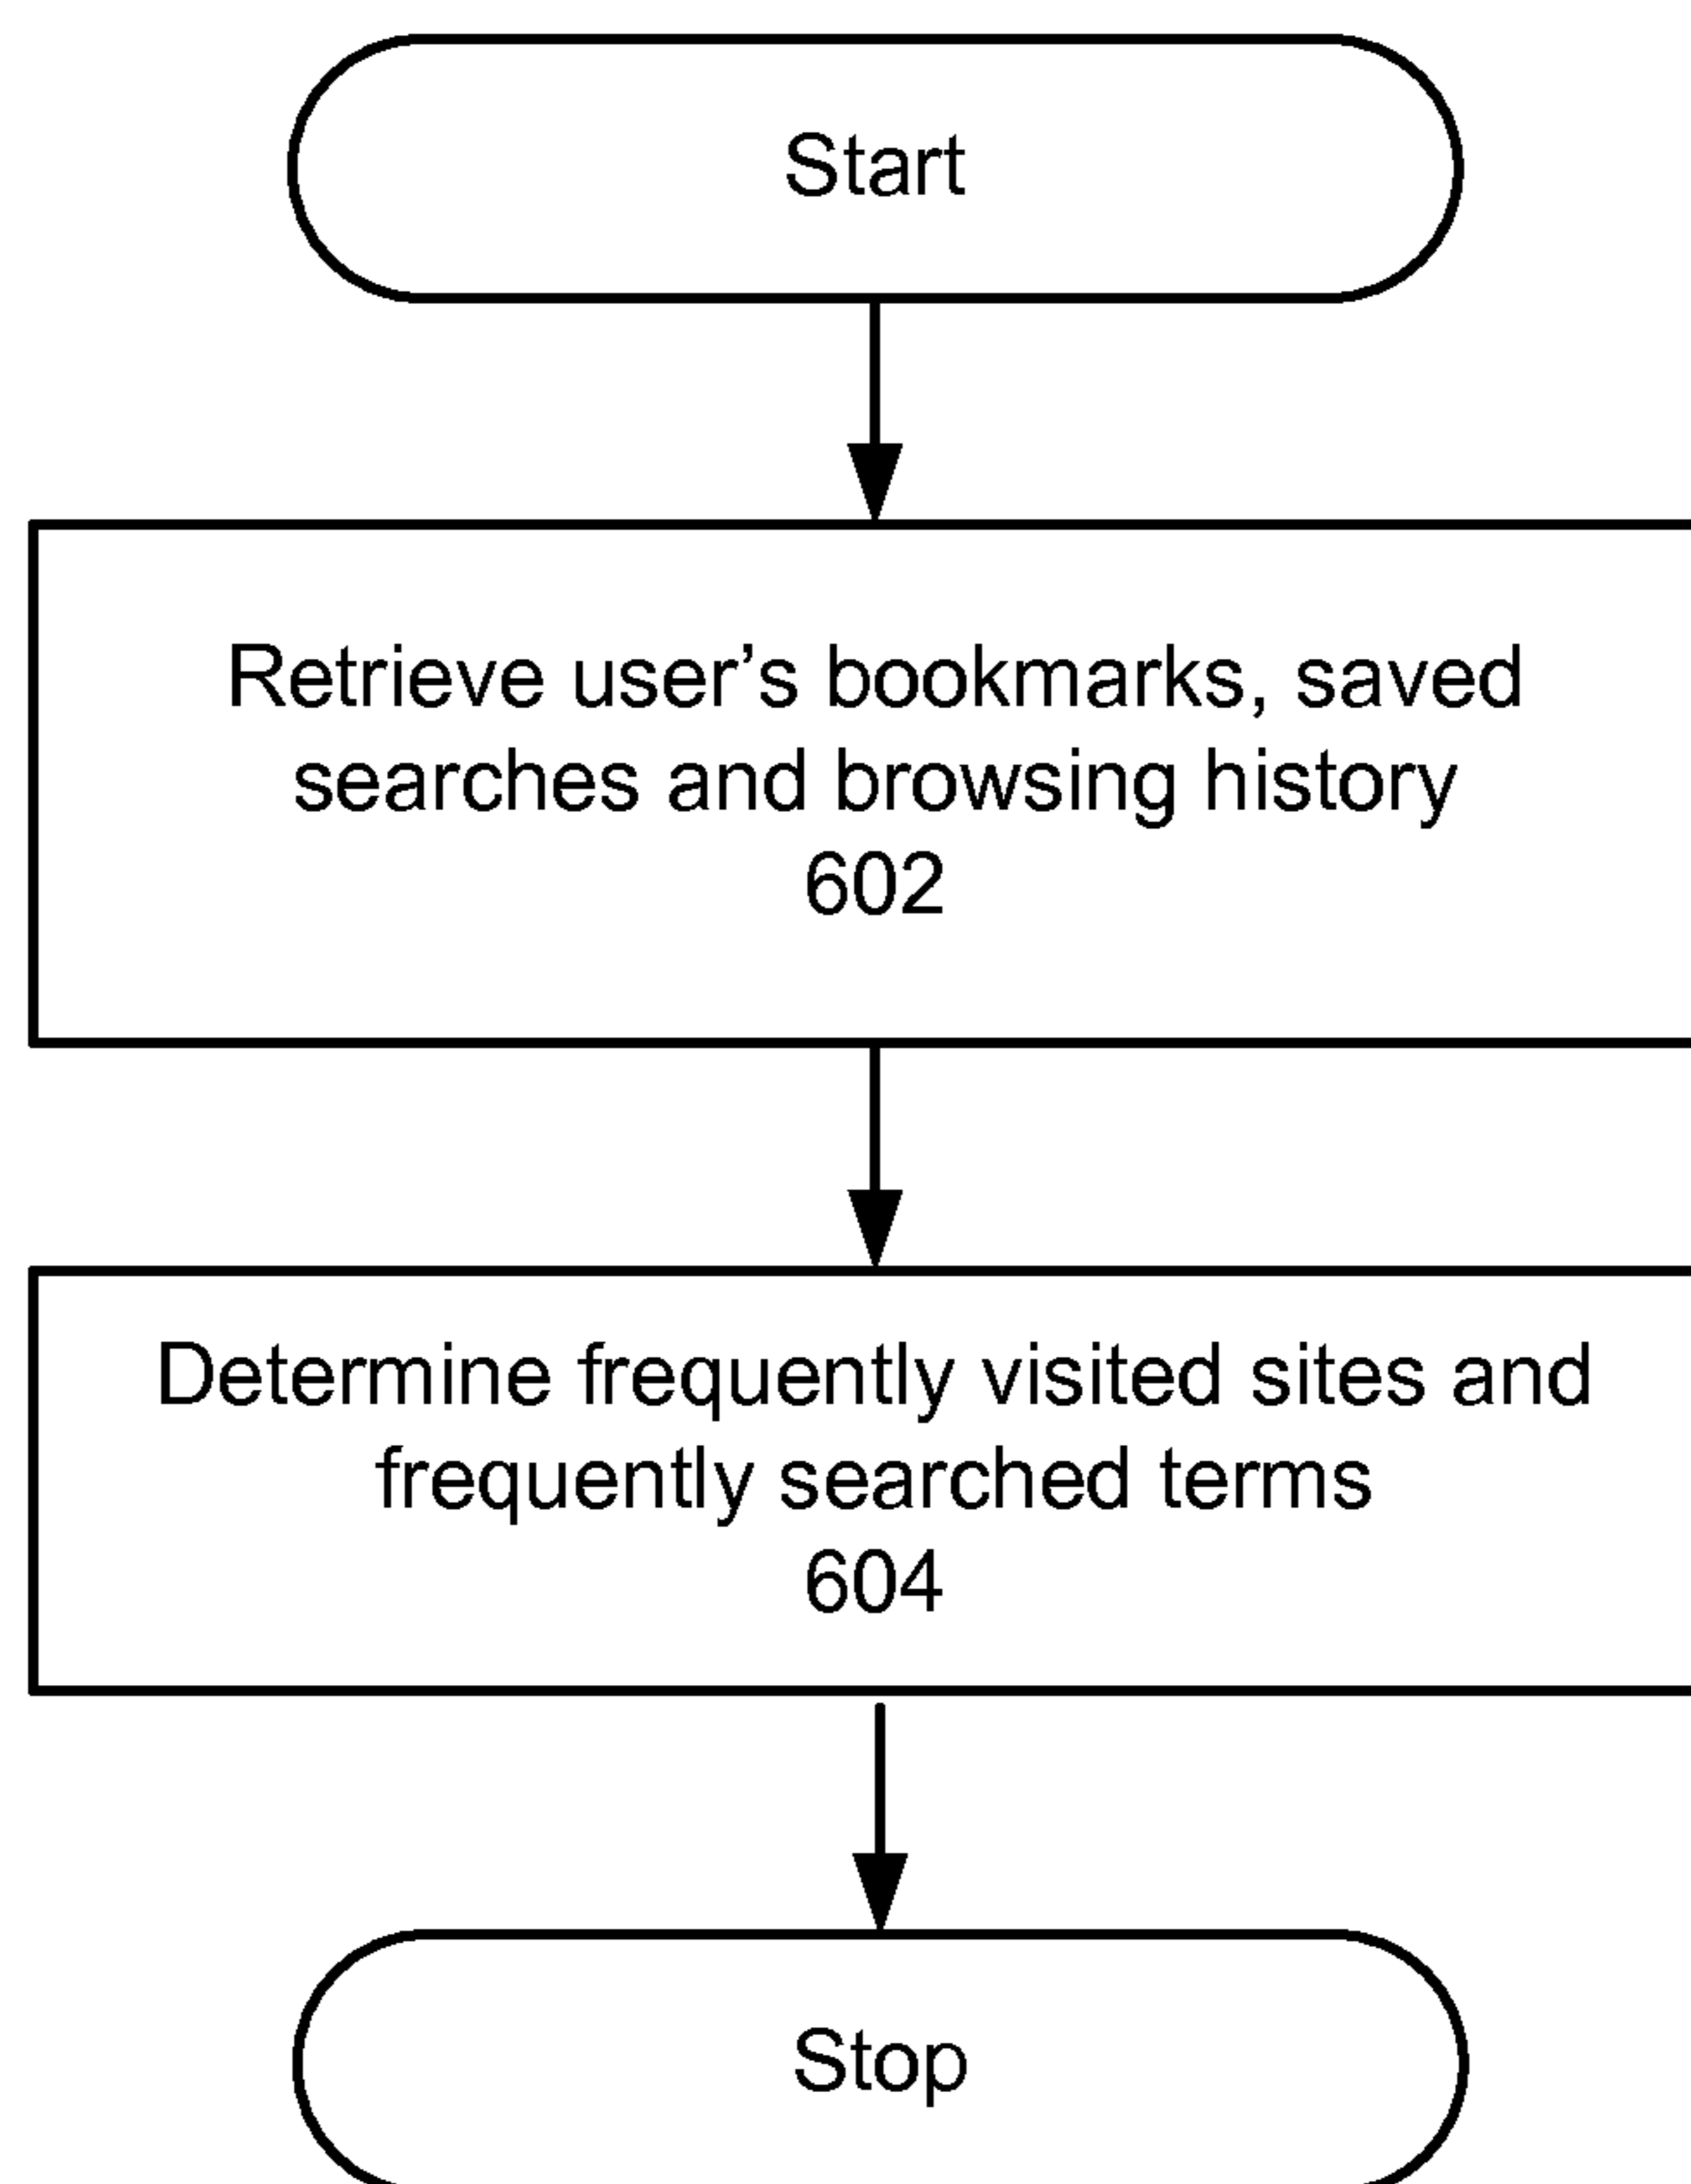 Start
Retrieve user’s bookmarks, saved
searches and browsing history
602
Determine frequently visited sites and
frequently searched terms
604
Stop